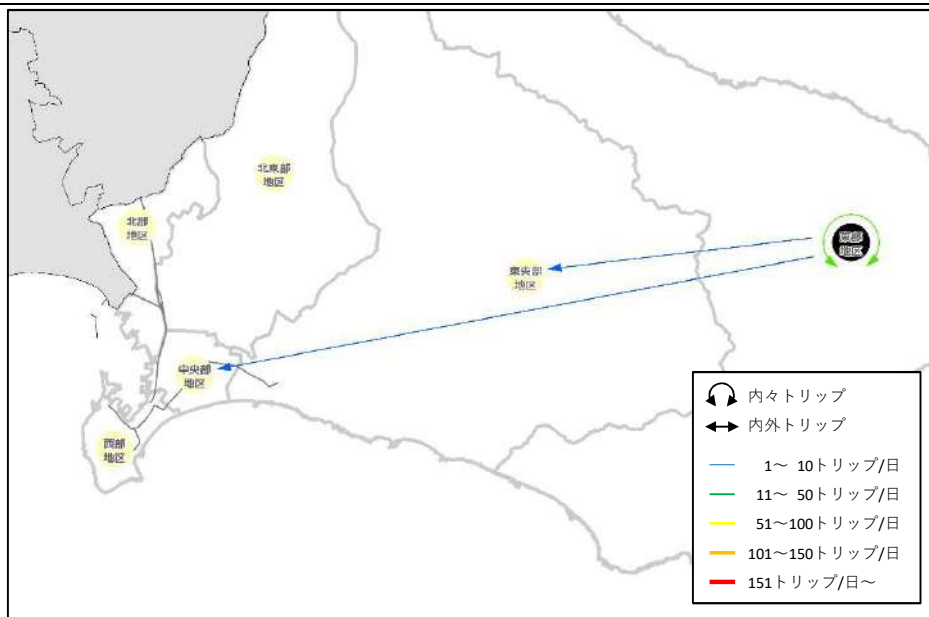 北東部
地区
北部
地区
東部
地区
東央部
地区
中央部
地区
西部
地区
内々トリップ
内外トリップ
1～ 10トリップ/日
11～ 50トリップ/日
51～100トリップ/日
101～150トリップ/日
151トリップ/日～